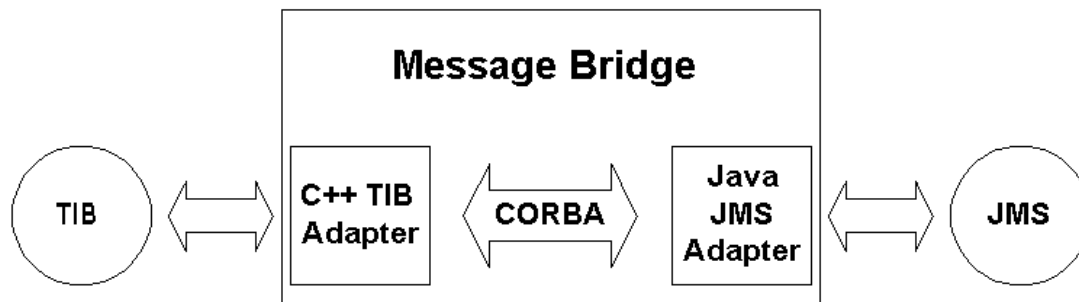 Message Bridge
TIB
C++ TIB
Adapter
CORBA
Java
JMS
Adapter
JMS